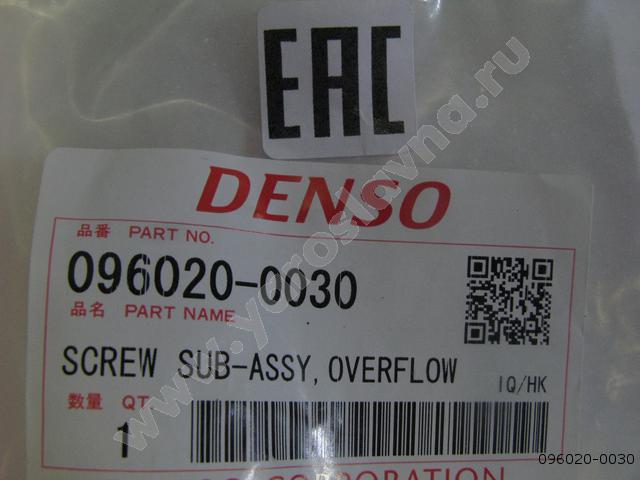 EAC
DENSO
品番 PART NO.
096020-0030
品名 PART NAME
SCREW SUB-ASSY,OVERFLOW
IQ/HK
数量 QT.
1
CORPORATION
www.yaroslavna.ru
096020-0030